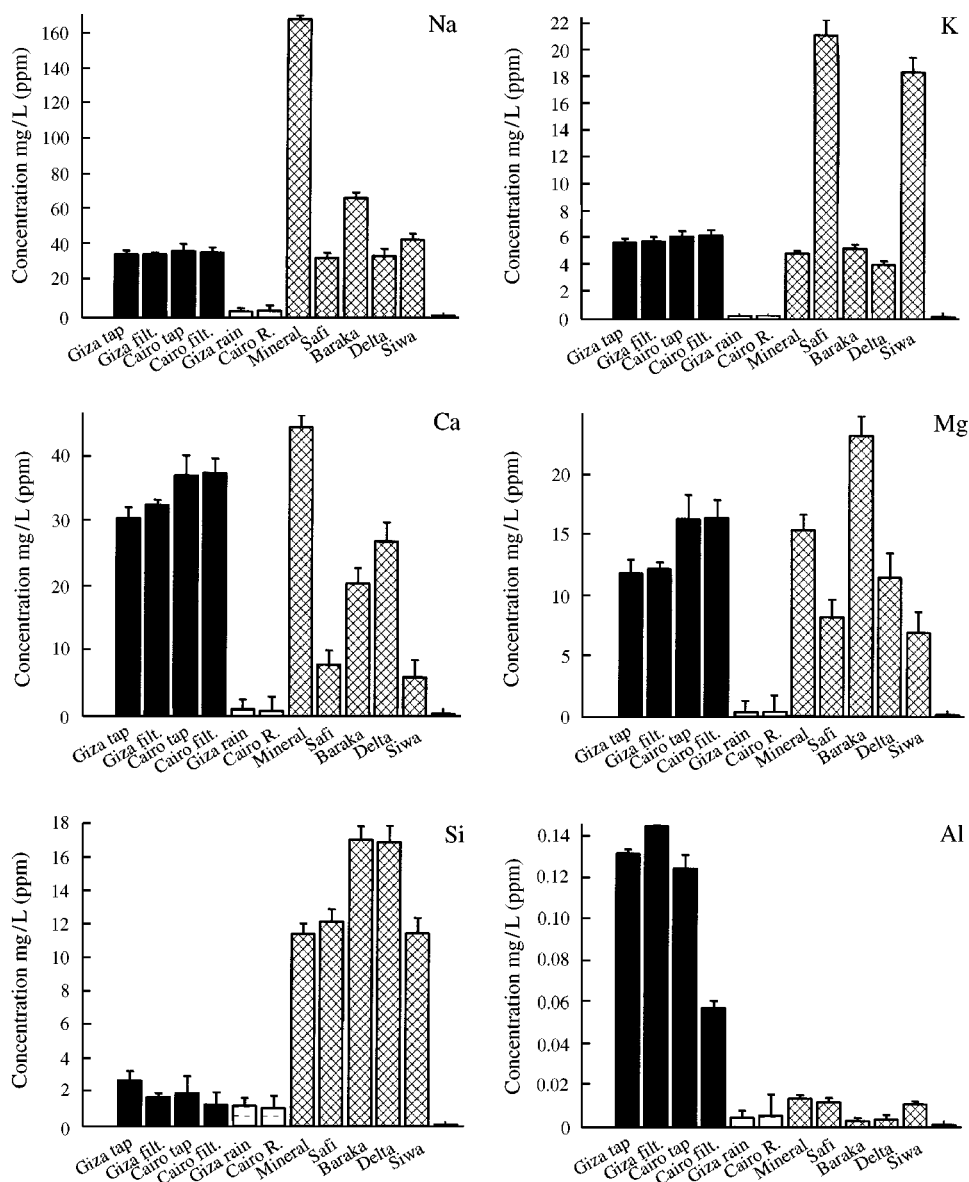 Na
Concentration mg/L (ppm)
160
140
120
100
80
60
40
30
0
Giza tap
Giza filt.
Cairo tap
Cairo filt.
Giza rain
Cairo R.
Mineral
Safi
Baraka
Delta
Siwa
K
Concentration mg/L (ppm)
22
20
18
16
14
12
10
8
6
4
2
0
Giza tap
Giza filt.
Cairo tap
Cairo filt.
Giza rain
Cairo R.
Mineral
Safi
Baraka
Delta
Siwa
Ca
Concentration mg/L (ppm)
40
30
20
10
0
Giza tap
Giza filt.
Cairo tap
Cairo filt.
Giza rain
Cairo R.
Mineral
Safi
Baraka
Delta
Siwa
Mg
Concentration mg/L (ppm)
20
15
10
5
0
Giza tap
Giza filt.
Cairo tap
Cairo filt.
Giza rain
Cairo R.
Mineral
Safi
Baraka
Delta
Siwa
Si
Concentration mg/L (ppm)
18
16
14
12
10
8
6
4
2
0
Giza tap
Giza filt.
Cairo tap
Cairo filt.
Giza rain
Cairo R.
Mineral
Safi
Baraka
Delta
Siwa
Al
Concentration mg/L (ppm)
0.14
0.12
0.10
0.08
0.06
0.04
0.02
0
Giza tap
Giza filt.
Cairo tap
Cairo filt.
Giza rain
Cairo R.
Mineral
Safi
Baraka
Delta
Siwa